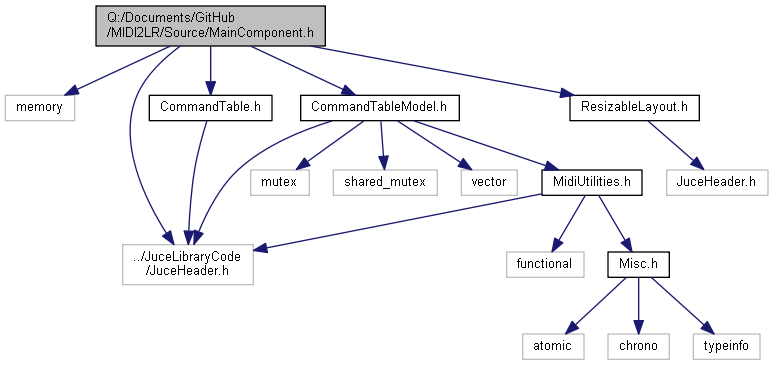 Q:/Documents/GitHub
/MIDI2LR/Source/MainComponent.h
memory
CommandTable.h
CommandTableModel.h
ResizableLayout.h
mutex
shared_mutex
vector
MidiUtilities.h
JuceHeader.h
../JuceLibraryCode
/JuceHeader.h
functional
Misc.h
atomic
chrono
typeinfo